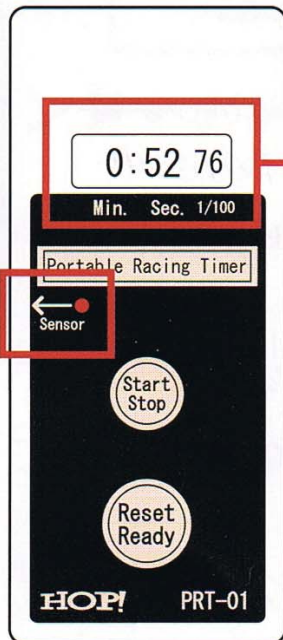 0:52 76
Min. Sec. 1/100
Portable Racing Timer
Sensor
Start
Stop
Reset
Ready
HOP! PRT-01